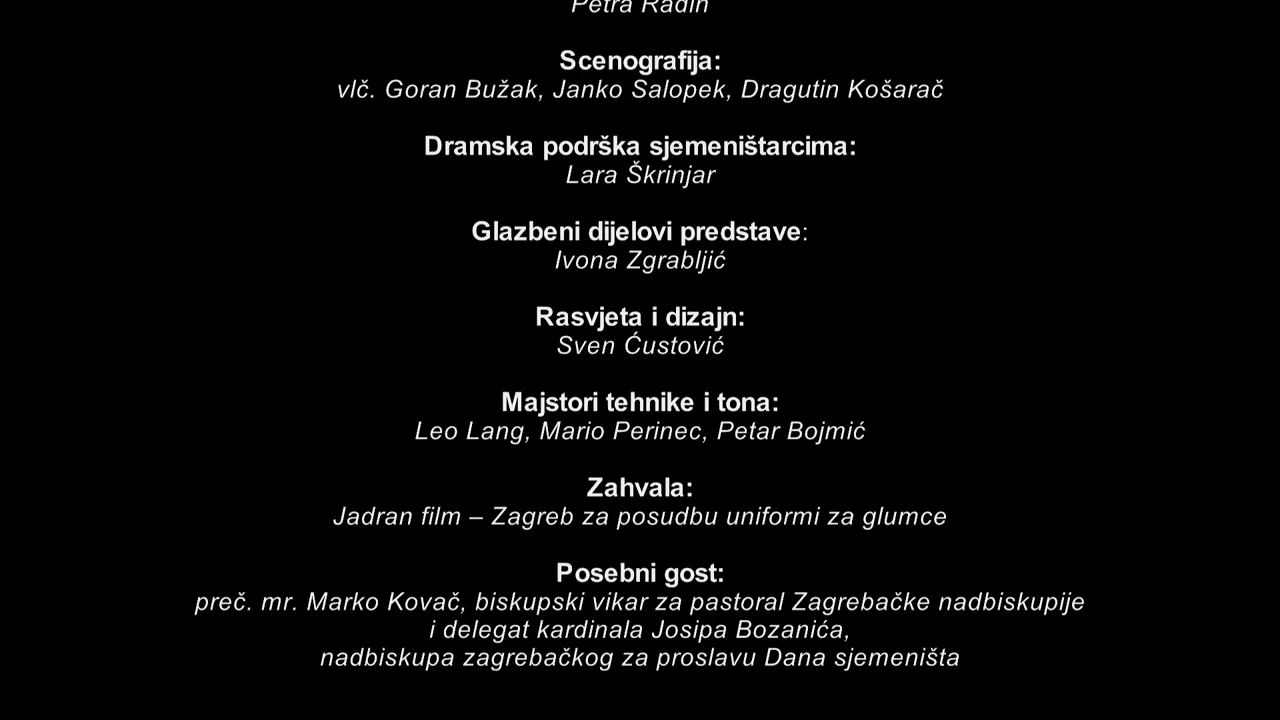 Petra Radin
Scenografija:
vlč. Goran Bužak, Janko Salopek, Dragutin Košarač
Dramska podrška sjemeništarcima:
Lara Škrinjar
Glazbeni dijelovi predstave:
Ivona Zgrabljić
Rasvjeta i dizajn:
Sven Ćustović
Majstori tehnike i tona:
Leo Lang, Mario Perinec, Petar Bojmić
Zahvala:
Jadran film – Zagreb za posudbu uniformi za glumce
Posebni gost:
preč. mr. Marko Kovač, biskupski vikar za pastoral Zagrebačke nadbiskupije
i delegat kardinala Josipa Bozanića,
nadbiskupa zagrebačkog za proslavu Dana sjemeništa